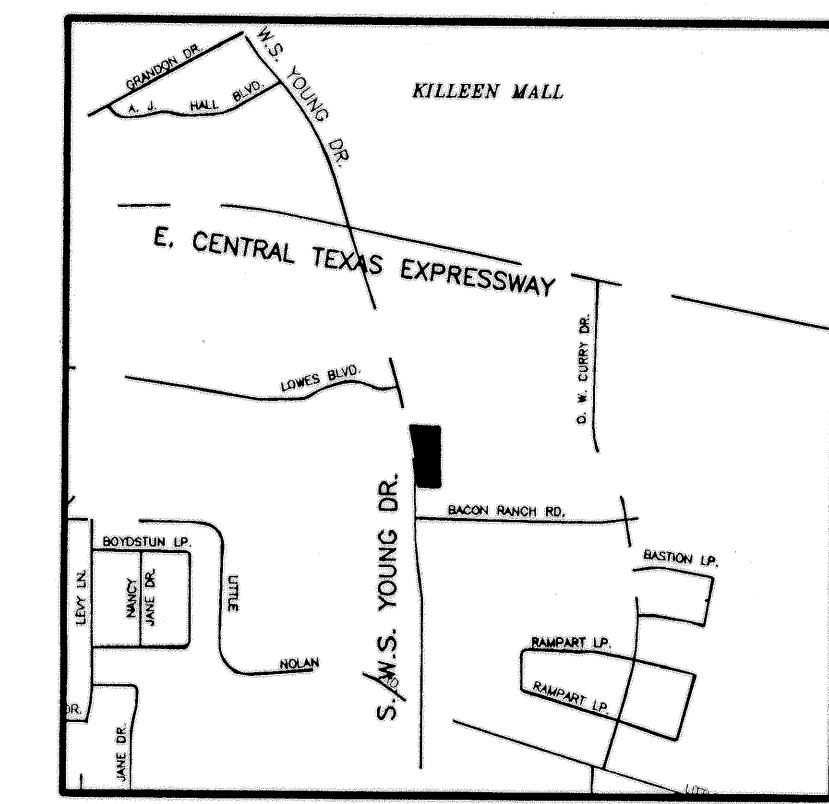 GRANDON DR.
A. J. HALL BLVD.
W.S. YOUNG DR.
KILLEEN MALL
E. CENTRAL TEXAS EXPRESSWAY
O. W. CURRY DR.
LOWES BLVD.
S. W.S. YOUNG DR.
BACON RANCH RD.
BOYDSTUN LP.
LEVY LN.
NANCY
JANE DR.
LITTLE
NOLAN
RD.
BASTION LP.
RAMPART LP.
RAMPART LP.
DR.
JANE DR.